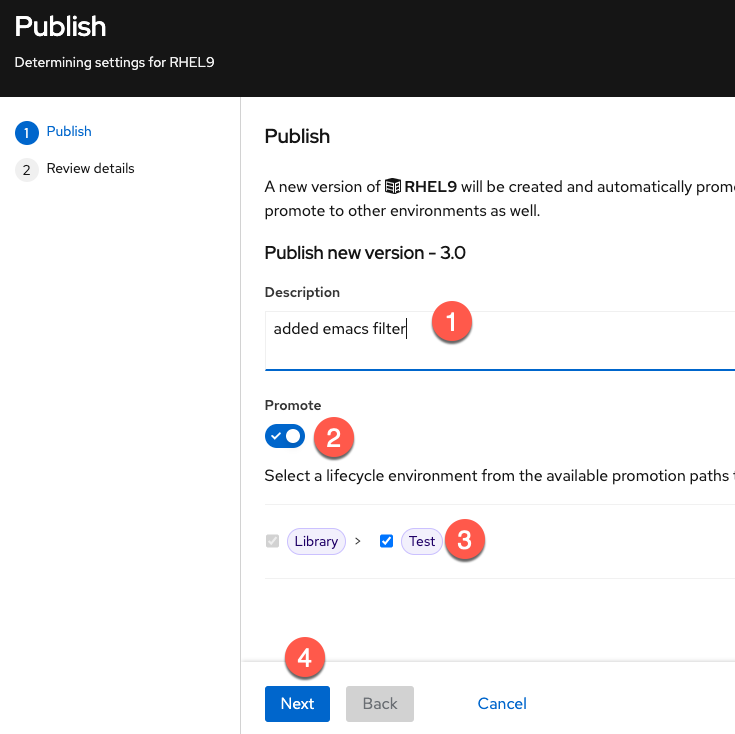 Publish
Determining settings for RHEL9
1 Publish
2 Review details
Publish
A new version of RHEL9 will be created and automatically
promote to other environments as well.
Publish new version - 3.0
Description
added emacs filter
1
Promote
2
Select a lifecycle environment from the available promotion paths
Library > Test
3
4
Next Back Cancel